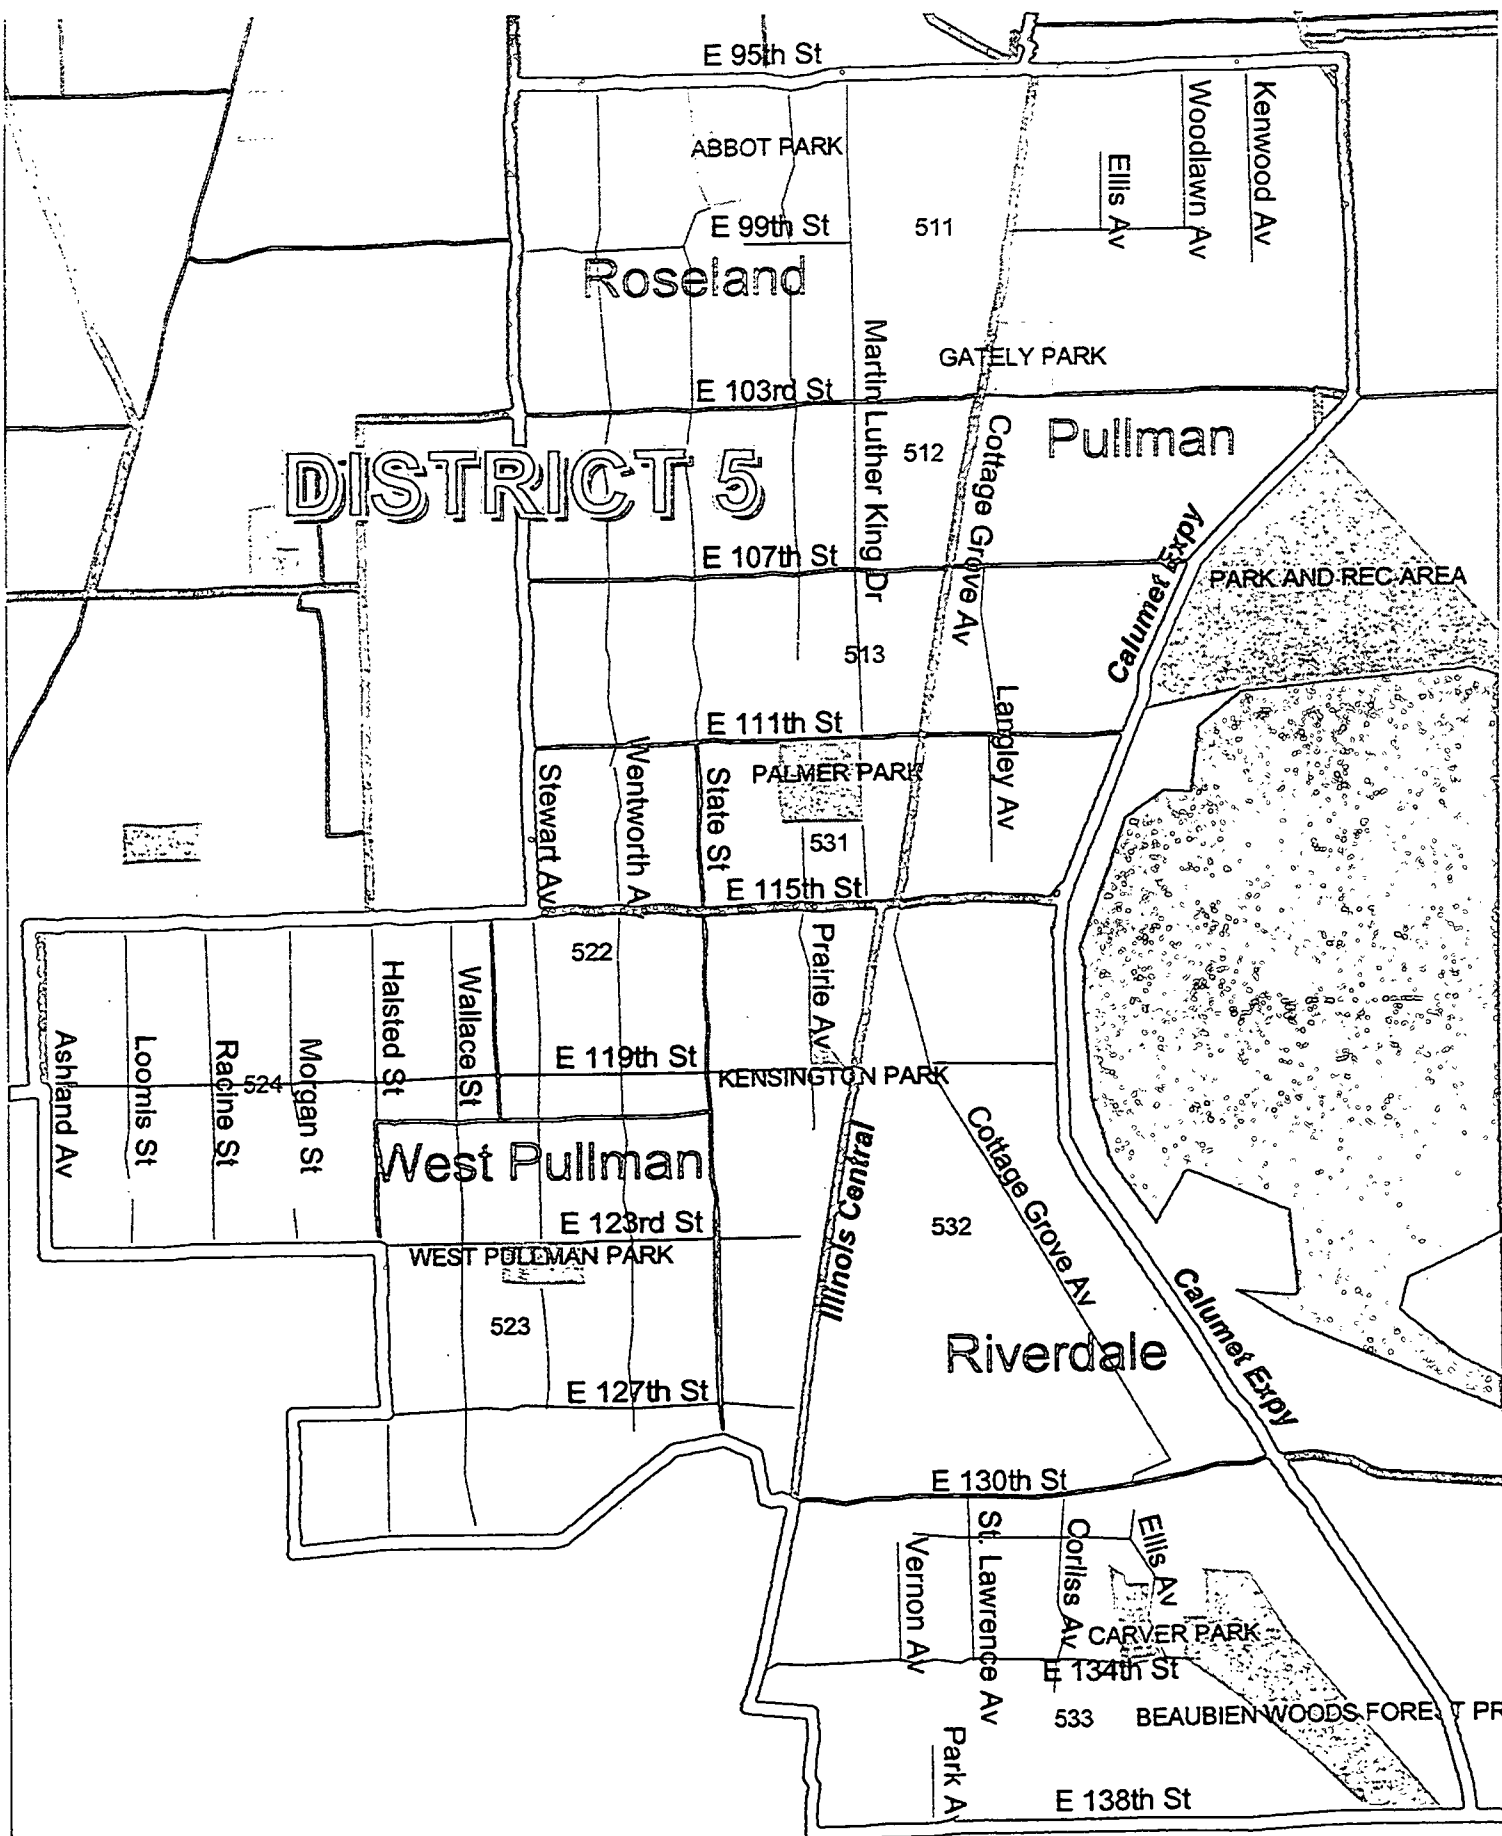 E 95th St
Kenwood Av
Woodlawn Av
ABBOT PARK
Ellis Av
E 99th St
511
Roseland
Martin Luther King Dr
GATELY PARK
E 103rd St
Cottage Grove Av
Pullman
512
DISTRICT 5
Calumet Expy
E 107th St
PARK AND REC AREA
513
Langley Av
E 111th St
Wentworth A
Stewart Av
State St
PALMER PARK
531
E 115th St
522
Prairie Av
Halsted St
Wallace St
Ashland Av
Loomis St
Racine St
Morgan St
E 119th St
524
KENSINGTON PARK
Cottage Grove Av
Illinois Central
West Pullman
E 123rd St
532
WEST PULLMAN PARK
Calumet Expy
523
Riverdale
E 127th St
E 130th St
St. Lawrence Av
Corliss Av
Ellis Av
Vernon Av
CARVER PARK
E 134th St
533
BEAUBIEN WOODS FOREST PR
Park A
E 138th St